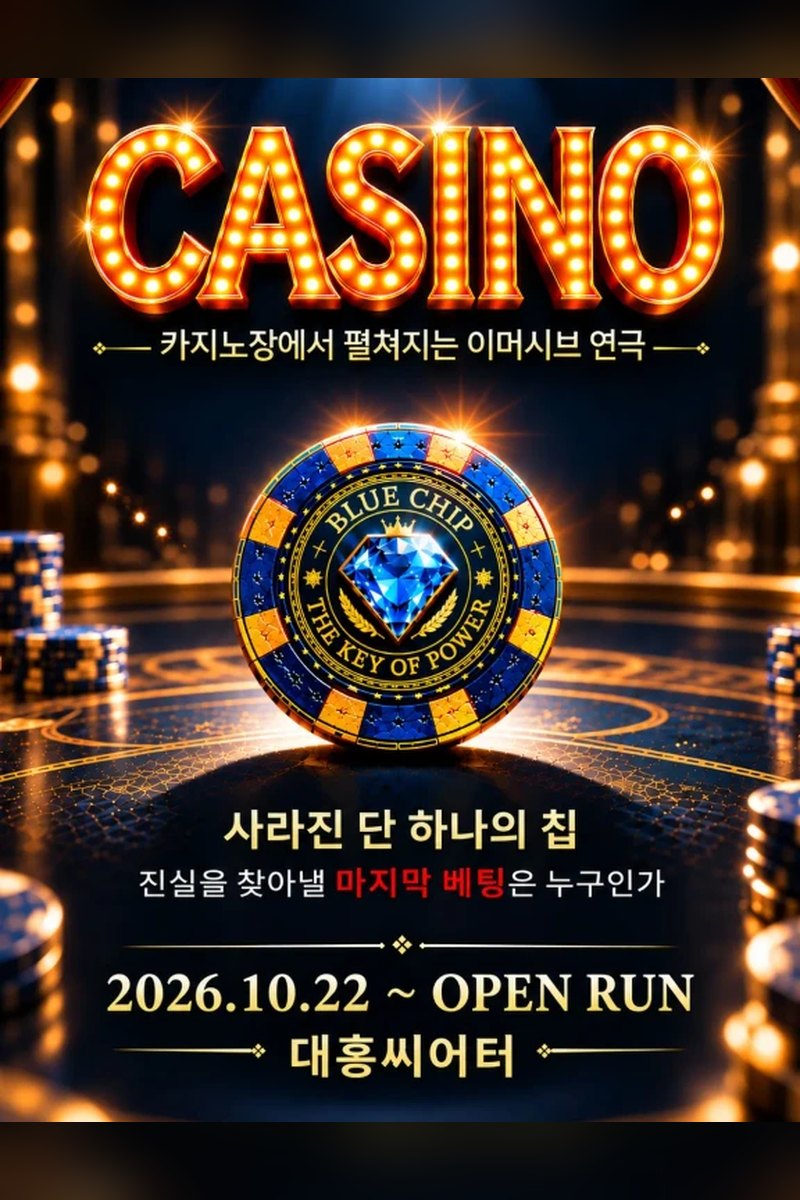 CASINO
카지노장에서 펼쳐지는 이머시브 연극
BLUE CHIP
THE KEY OF POWER
사라진 단 하나의 칩
진실을 찾아낼 마지막 베팅은 누구인가
2026.10.22 ~ OPEN RUN
대홍씨어터